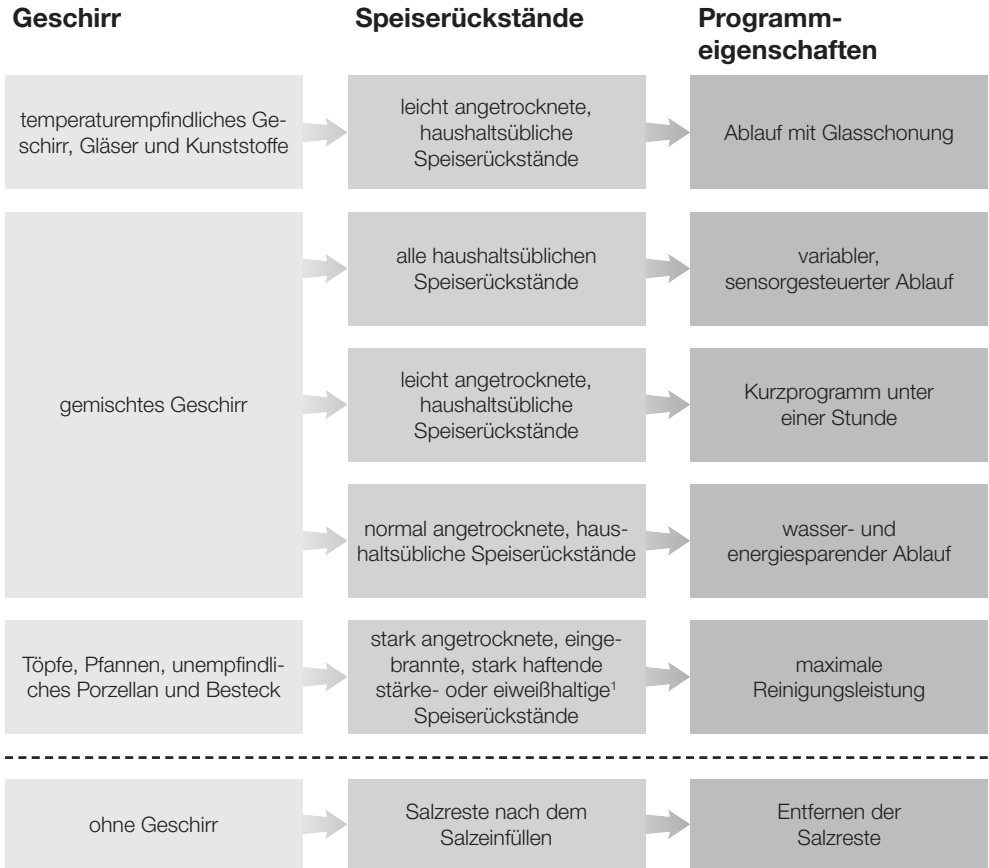 Geschirr
Speiserückstände
Programm-
eigenschaften
temperaturempfindliches Ge-
schirr, Gläser und Kunststoffe
leicht angetrocknete,
haushaltsübliche
Speiserückstände
Ablauf mit Glasschonung
gemischtes Geschirr
alle haushaltsüblichen
Speiserückstände
variabler,
sensorgesteuerter Ablauf
leicht angetrocknete,
haushaltsübliche
Speiserückstände
Kurzprogramm unter
einer Stunde
normal angetrocknete, haus-
haltsübliche Speiserückstände
wasser- und
energiesparender Ablauf
Töpfe, Pfannen, unempfindli-
ches Porzellan und Besteck
stark angetrocknete, einge-
brannte, stark haftende
stärke- oder eiweißhaltige¹
Speiserückstände
maximale
Reinigungsleistung
ohne Geschirr
Salzreste nach dem
Salzeinfüllen
Entfernen der
Salzreste